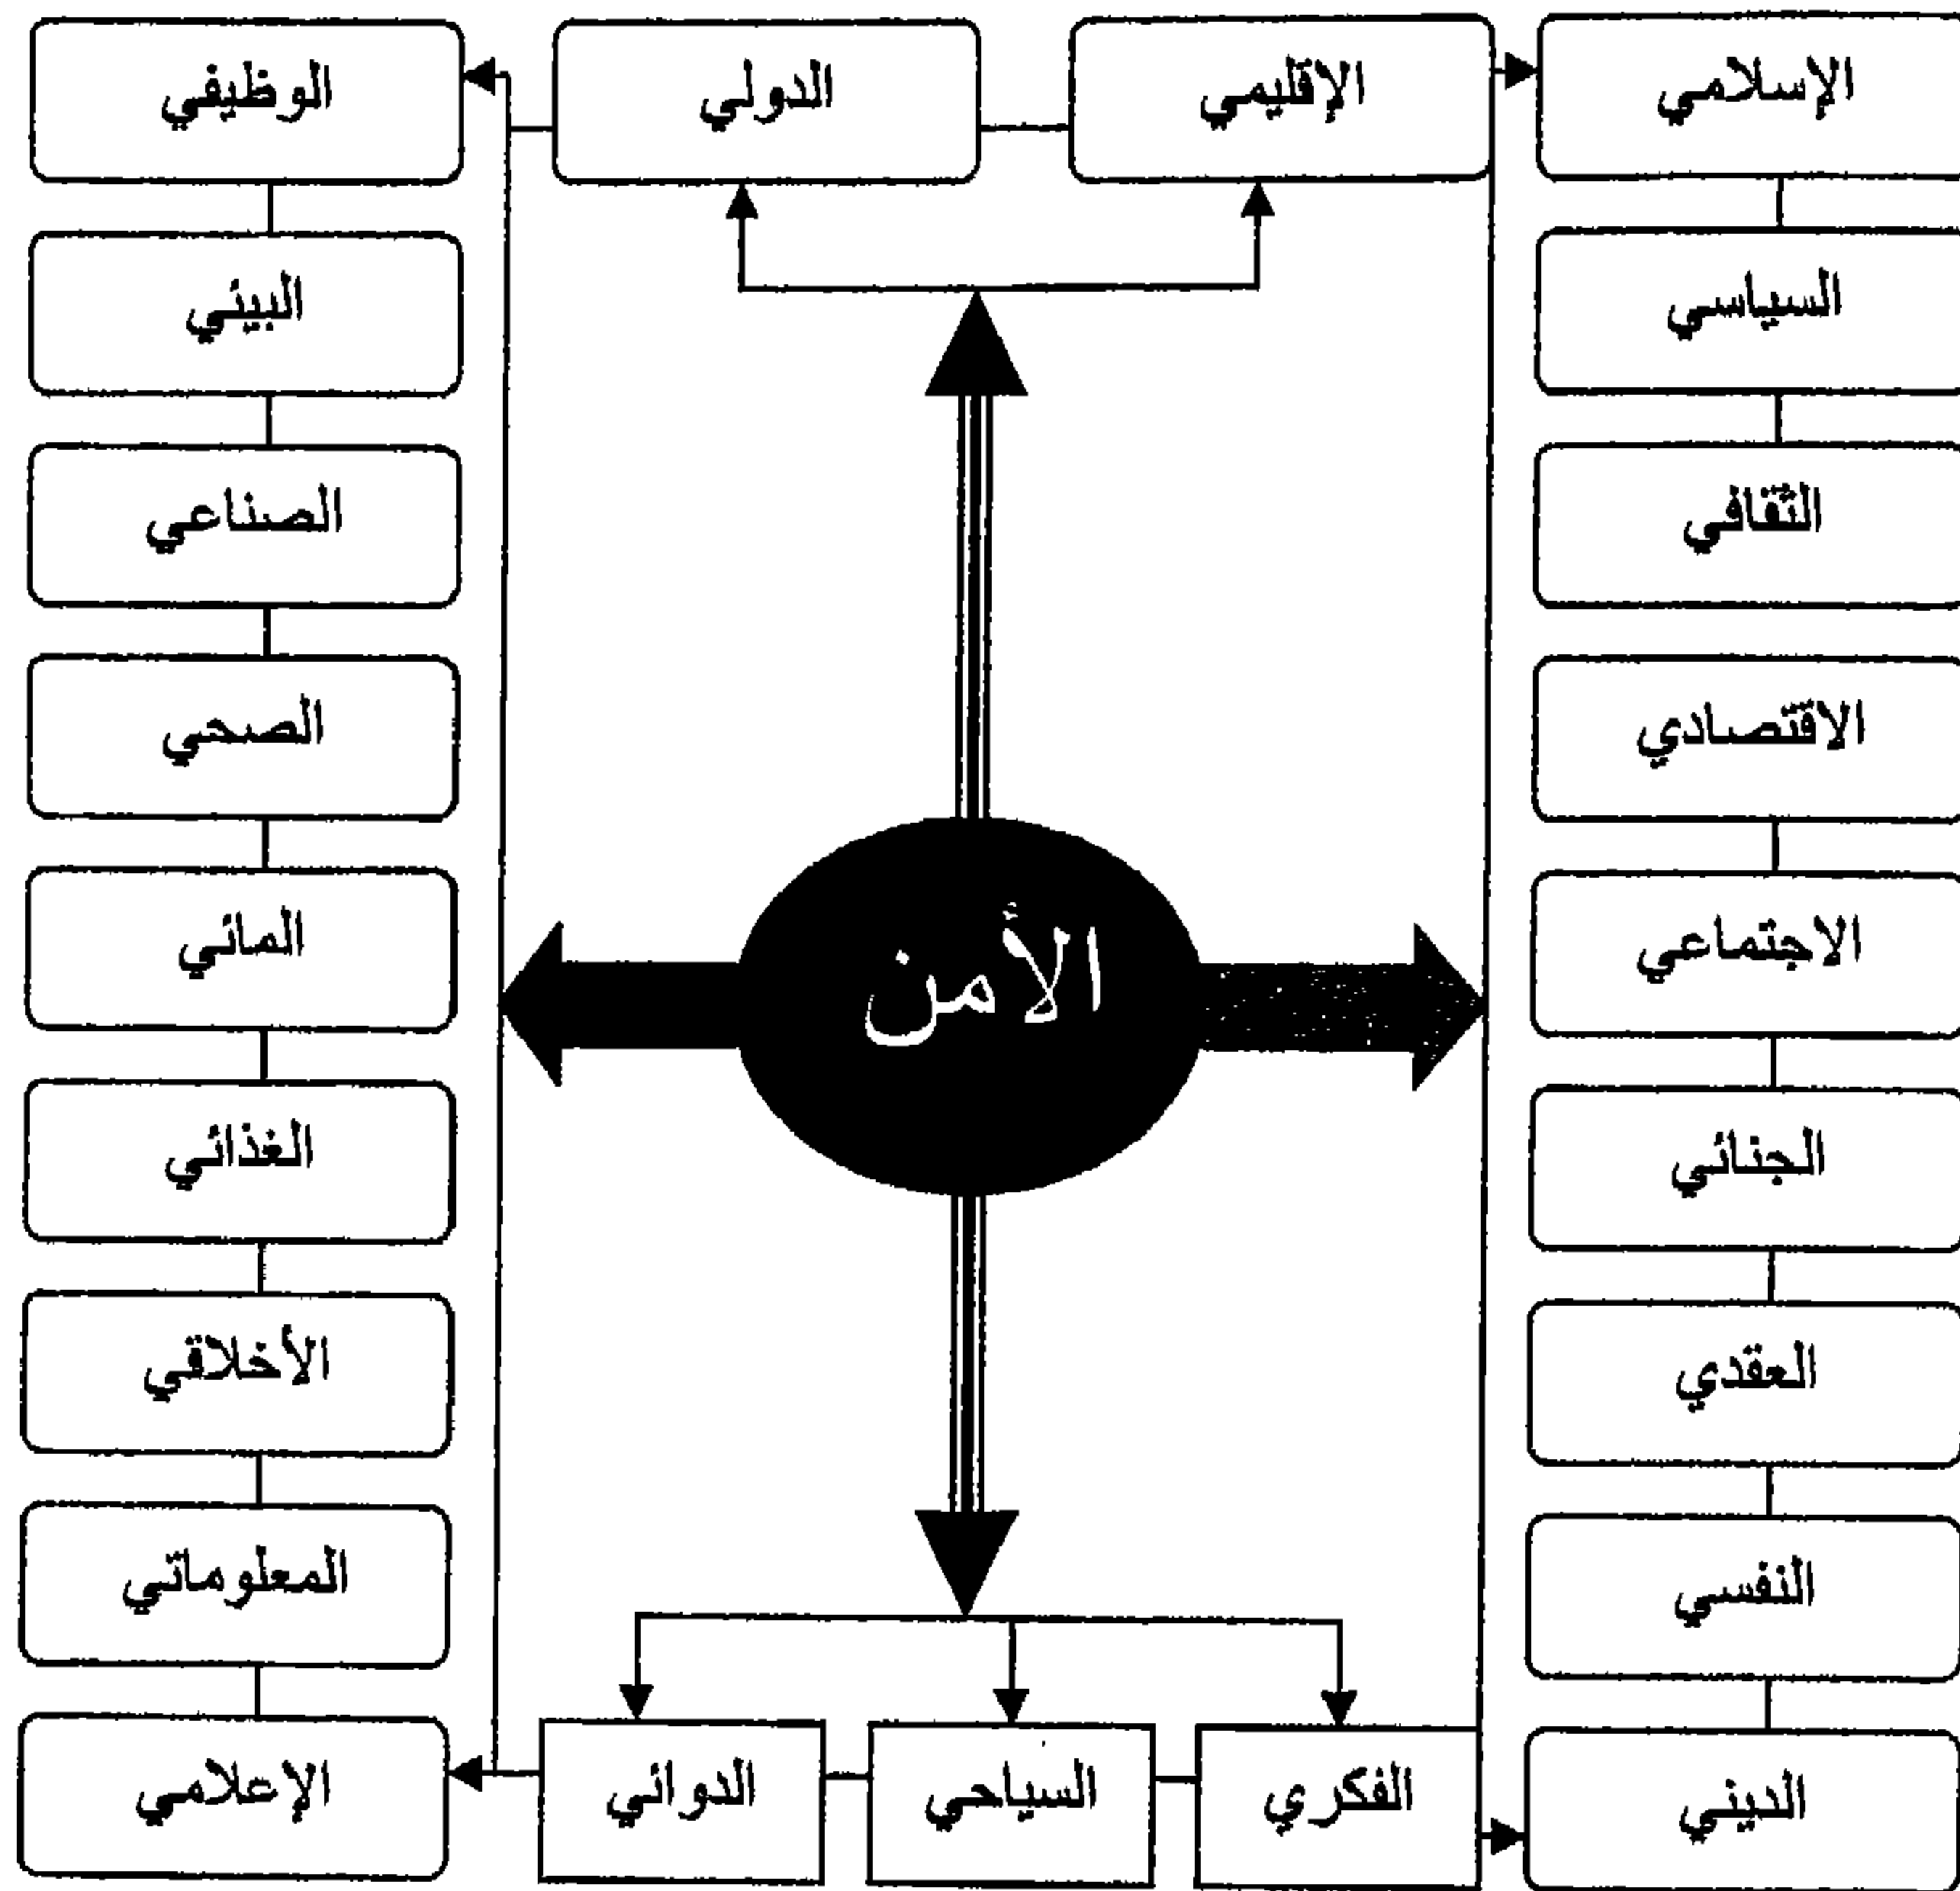 الإسلامي
الإقليمي
الدولي
الوظيفي
السياسي
البيئي
الثقافي
الصناعي
الاقتصادي
الصحي
الاجتماعي
الأمن
المائي
الجنائي
الغذائي
العقدي
الأخلاقي
النفسي
المعلوماتي
الديني
الفكري
السياحي
الدوائي
الإعلامي